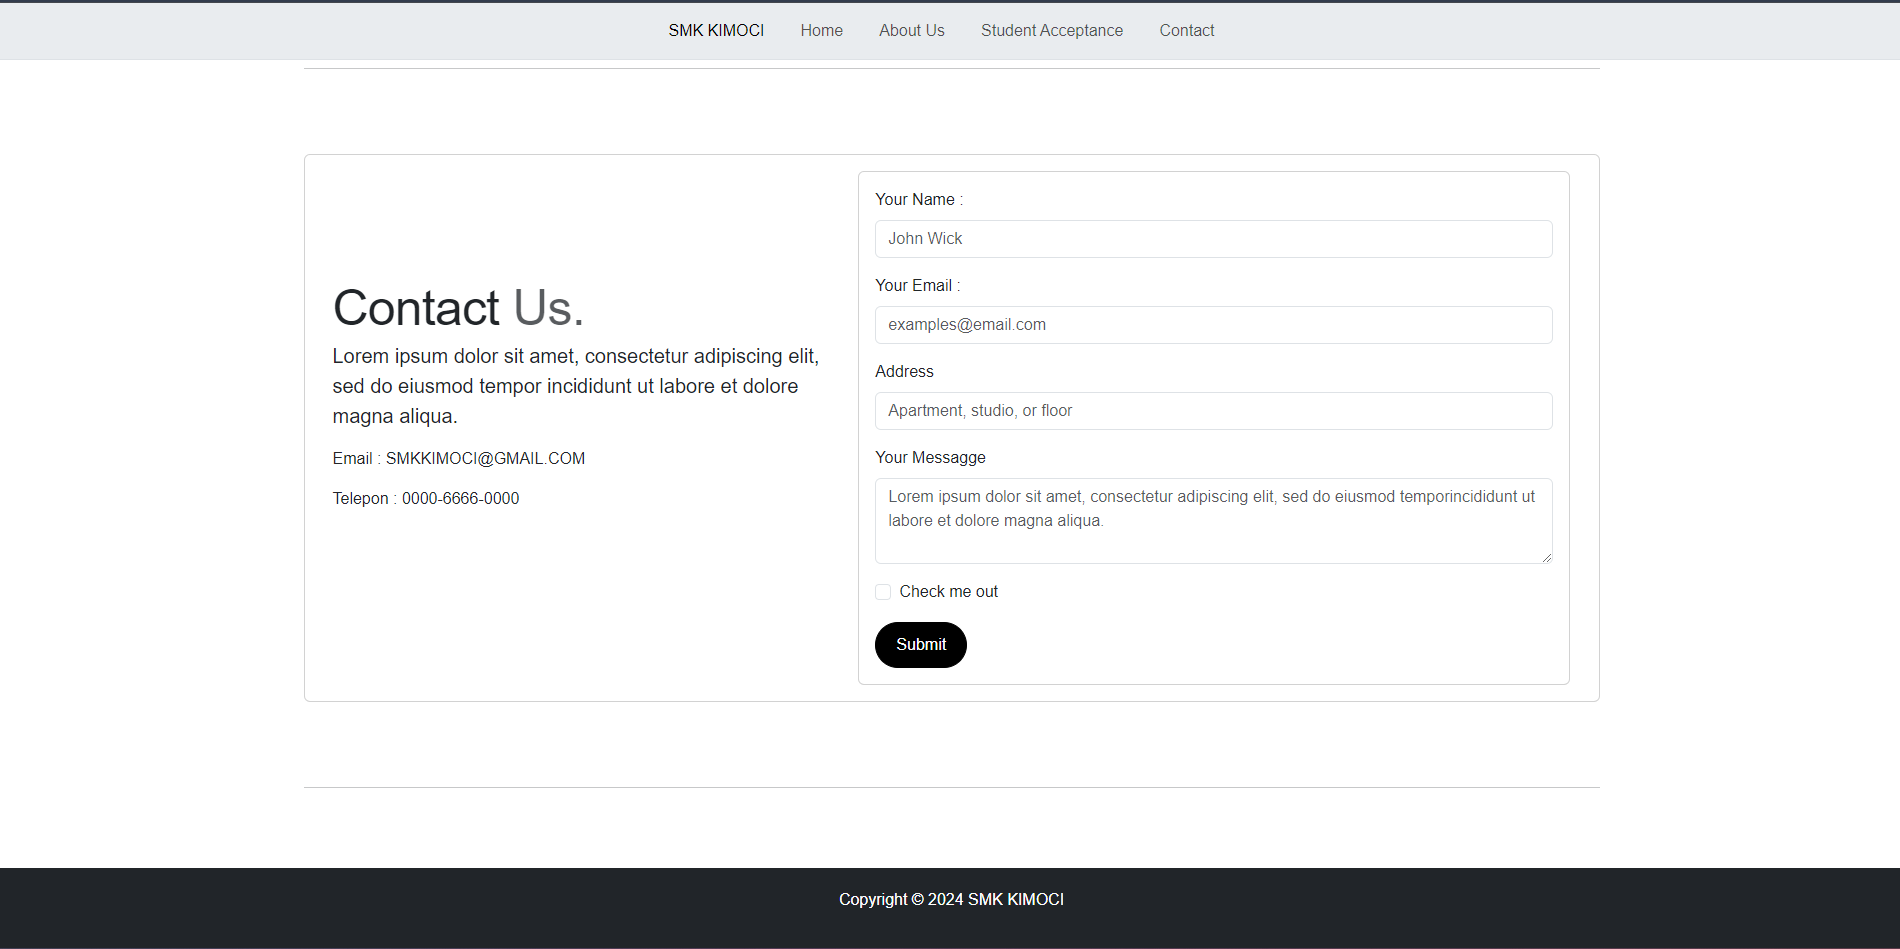 SMK KIMOCI Home About Us Student Acceptance Contact
Contact Us.
Lorem ipsum dolor sit amet, consectetur adipiscing elit,
sed do eiusmod tempor incididunt ut labore et dolore
magna aliqua.
Email : SMKKIMOCI@GMAIL.COM
Telepon : 0000-6666-0000
Your Name :
John Wick
Your Email :
examples@email.com
Address
Apartment, studio, or floor
Your Messagge
Lorem ipsum dolor sit amet, consectetur adipiscing elit, sed do eiusmod temporincididunt ut
labore et dolore magna aliqua.
Check me out
Submit
Copyright © 2024 SMK KIMOCI